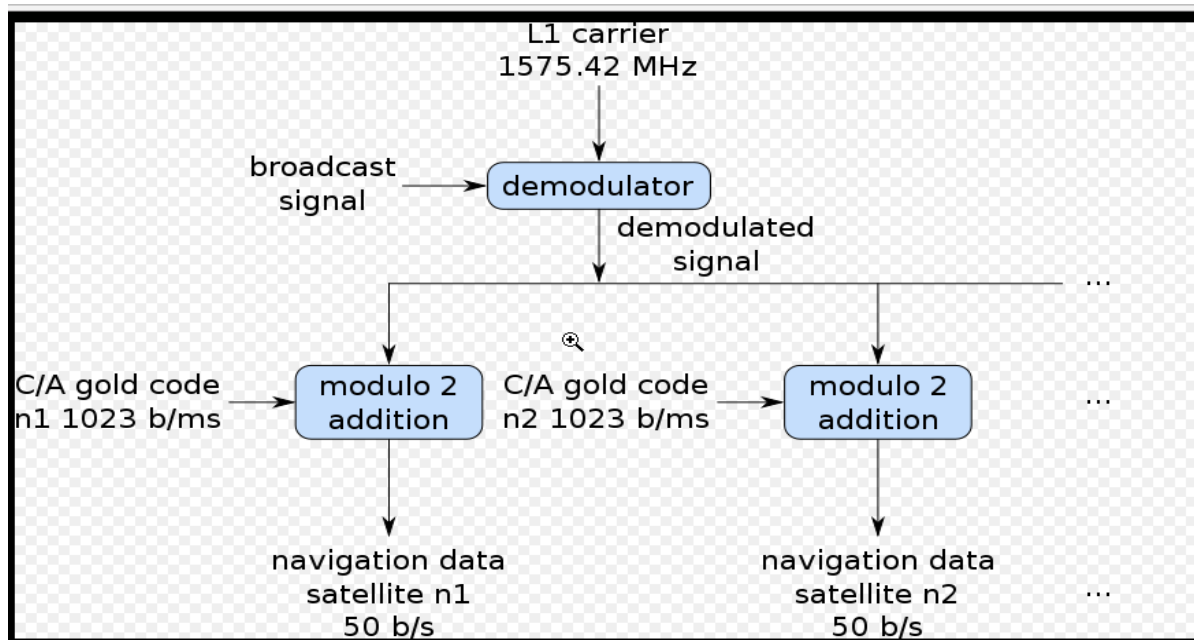 L1 carrier
1575.42 MHz
broadcast
signal
demodulator
demodulated
signal
...
C/A gold code
n1 1023 b/ms
modulo 2
addition
C/A gold code
n2 1023 b/ms
modulo 2
addition
...
navigation data
satellite n1
50 b/s
navigation data
satellite n2
50 b/s
...